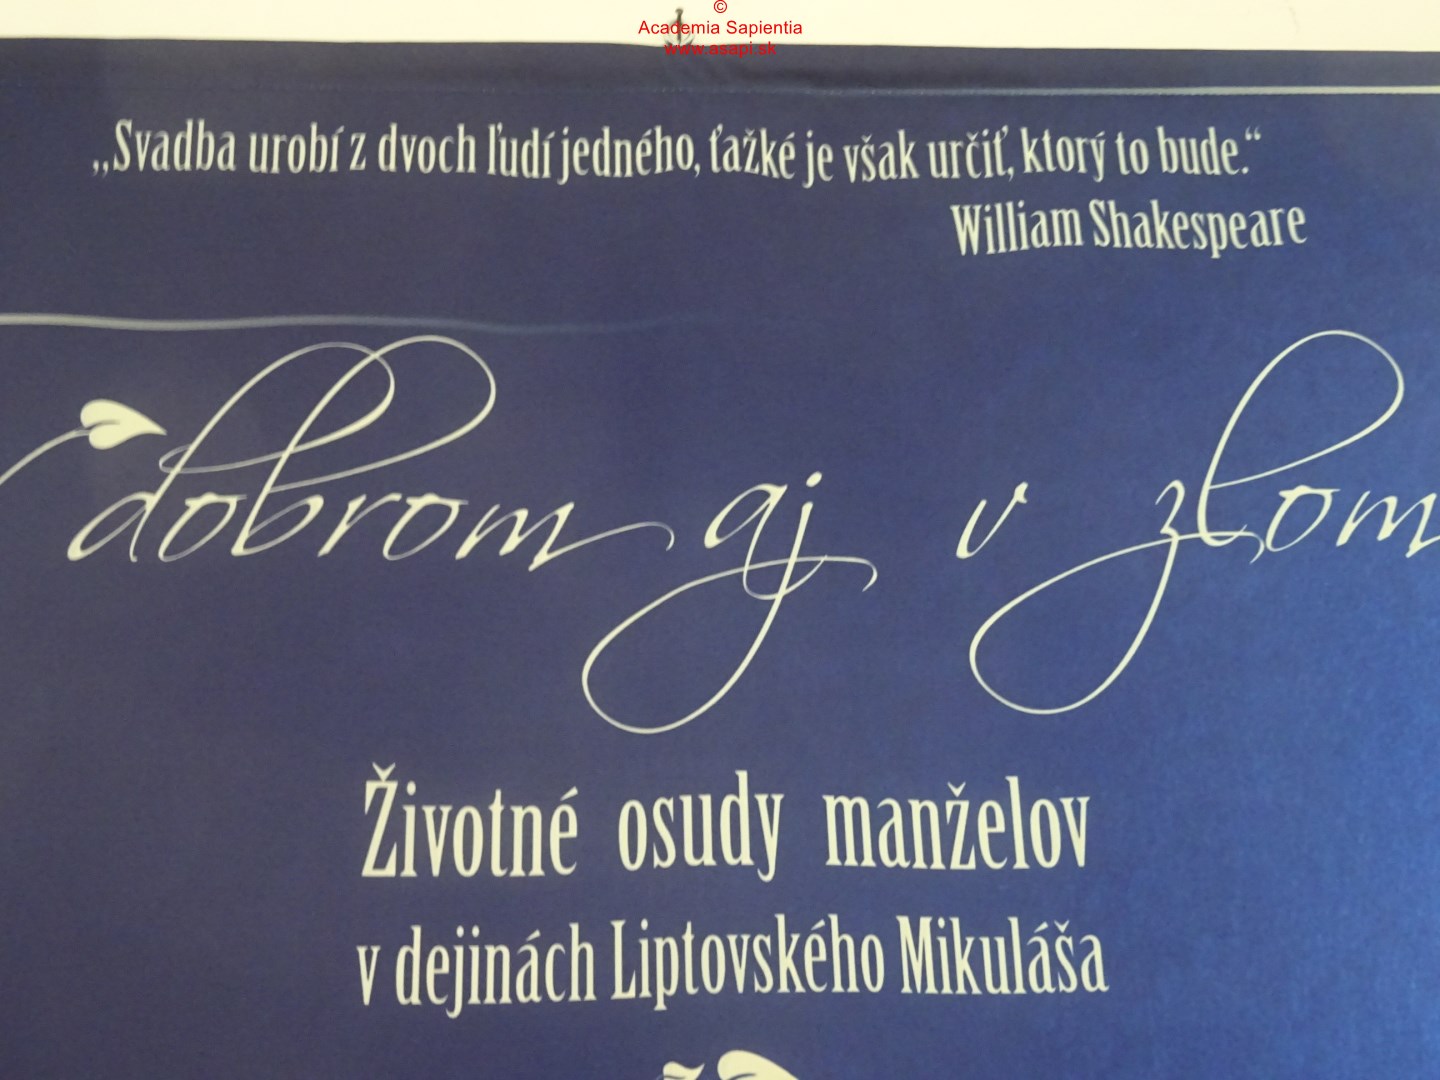 ©
Academia Sapientia
www.asapi.sk
„Svadba urobí z dvoch ľudí jedného, ťažké je však určiť, ktorý to bude.“
William Shakespeare
dobrom aj v zlom
Životné osudy manželov
v dejinách Liptovského Mikuláša